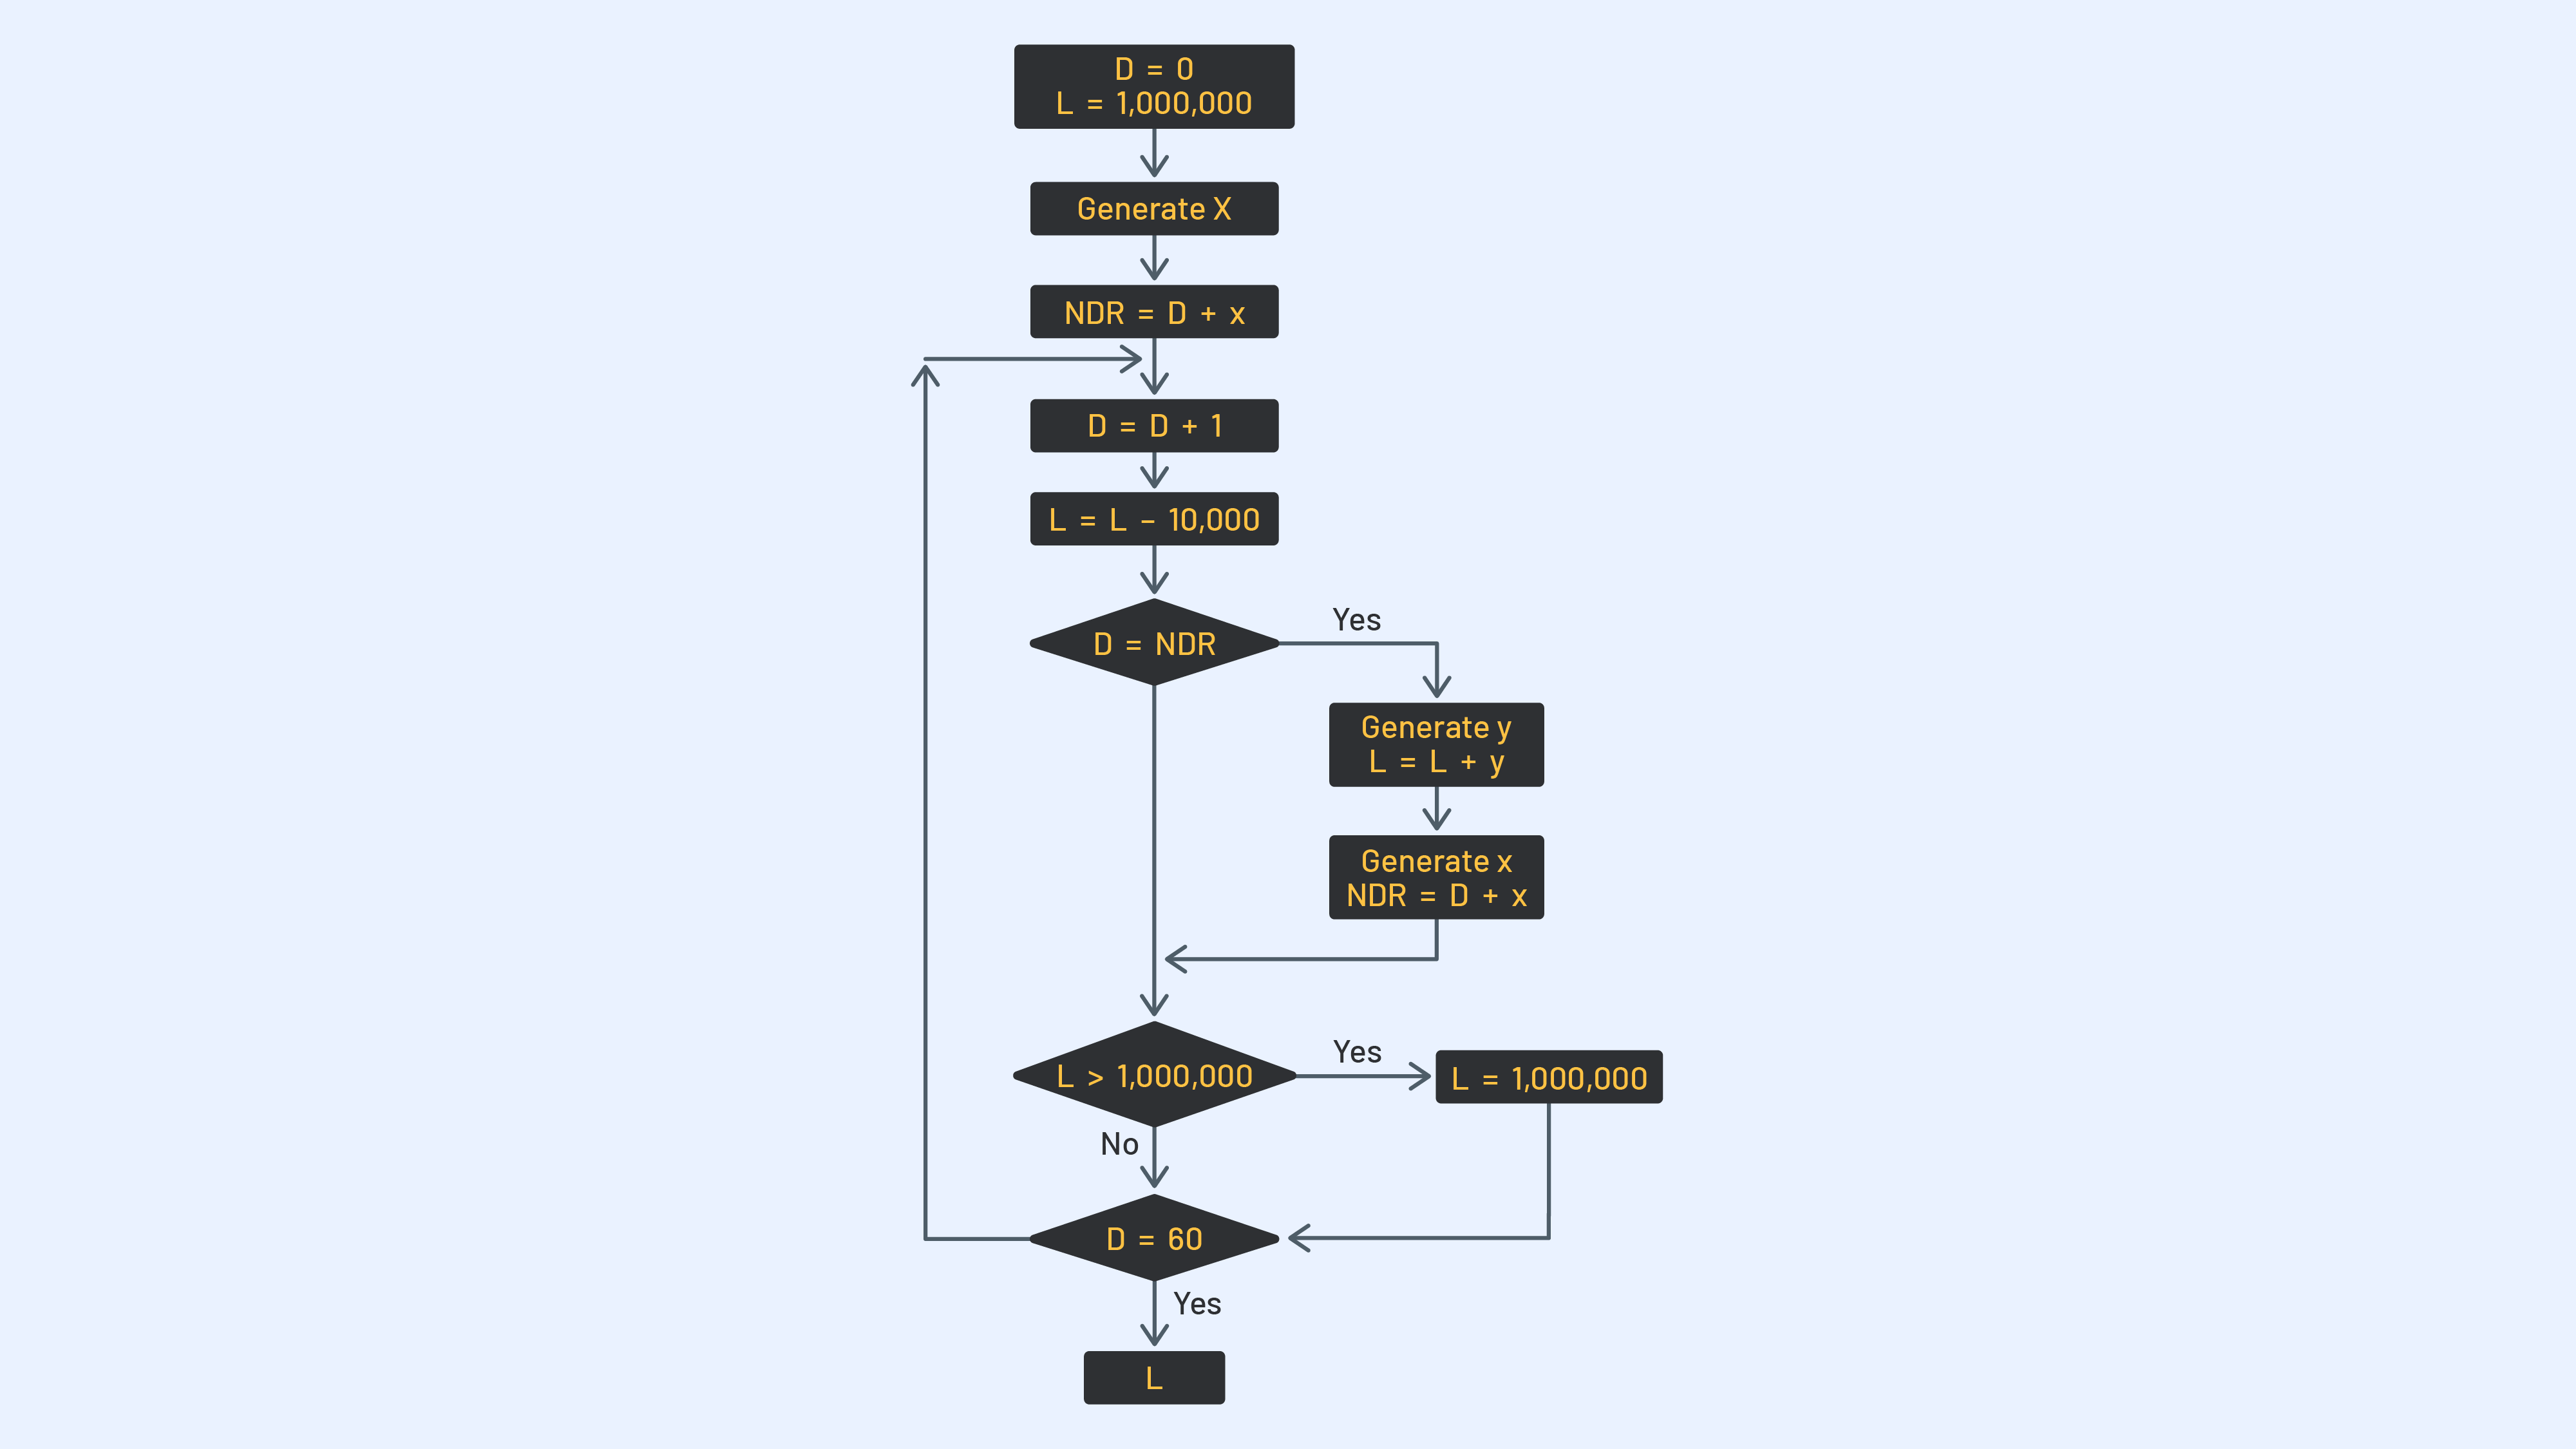 D = 0
L = 1,000,000
Generate X
NDR = D + x
D = D + 1
L = L – 10,000
D = NDR
Yes
Generate y
L = L + y
Generate x
NDR = D + x
L > 1,000,000
Yes
L = 1,000,000
No
D = 60
Yes
L